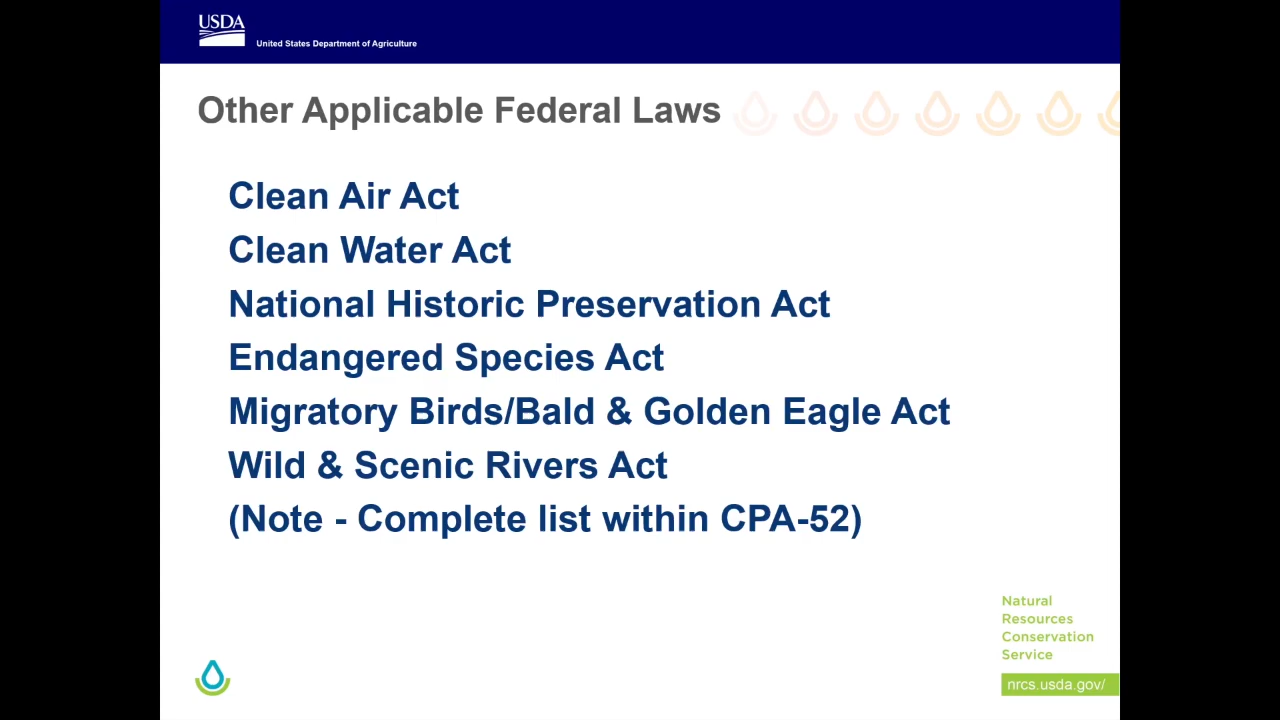 USDA
United States Department of Agriculture
Other Applicable Federal Laws
Clean Air Act
Clean Water Act
National Historic Preservation Act
Endangered Species Act
Migratory Birds/Bald & Golden Eagle Act
Wild & Scenic Rivers Act
(Note - Complete list within CPA-52)
Natural
Resources
Conservation
Service
nrcs.usda.gov/